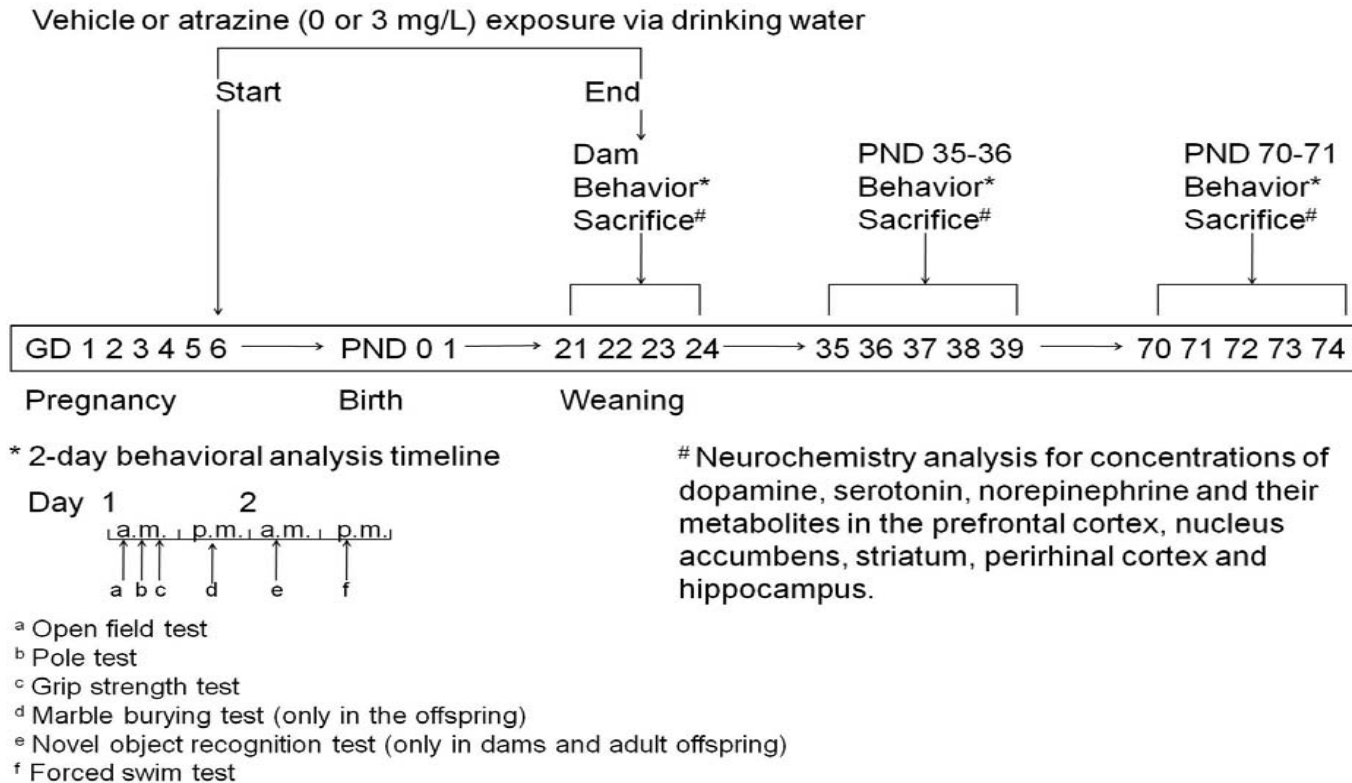 Vehicle or atrazine (0 or 3 mg/L) exposure via drinking water
Start
End
Dam
Behavior*
Sacrifice#
PND 35-36
Behavior*
Sacrifice#
PND 70-71
Behavior*
Sacrifice#
GD 1 2 3 4 5 6 → PND 0 1 → 21 22 23 24 → 35 36 37 38 39 → 70 71 72 73 74
Pregnancy Birth Weaning
* 2-day behavioral analysis timeline
Day 1 2
a.m. p.m. a.m. p.m.
a b c d e f
a Open field test
b Pole test
c Grip strength test
d Marble burying test (only in the offspring)
e Novel object recognition test (only in dams and adult offspring)
f Forced swim test
# Neurochemistry analysis for concentrations of
dopamine, serotonin, norepinephrine and their
metabolites in the prefrontal cortex, nucleus
accumbens, striatum, perirhinal cortex and
hippocampus.